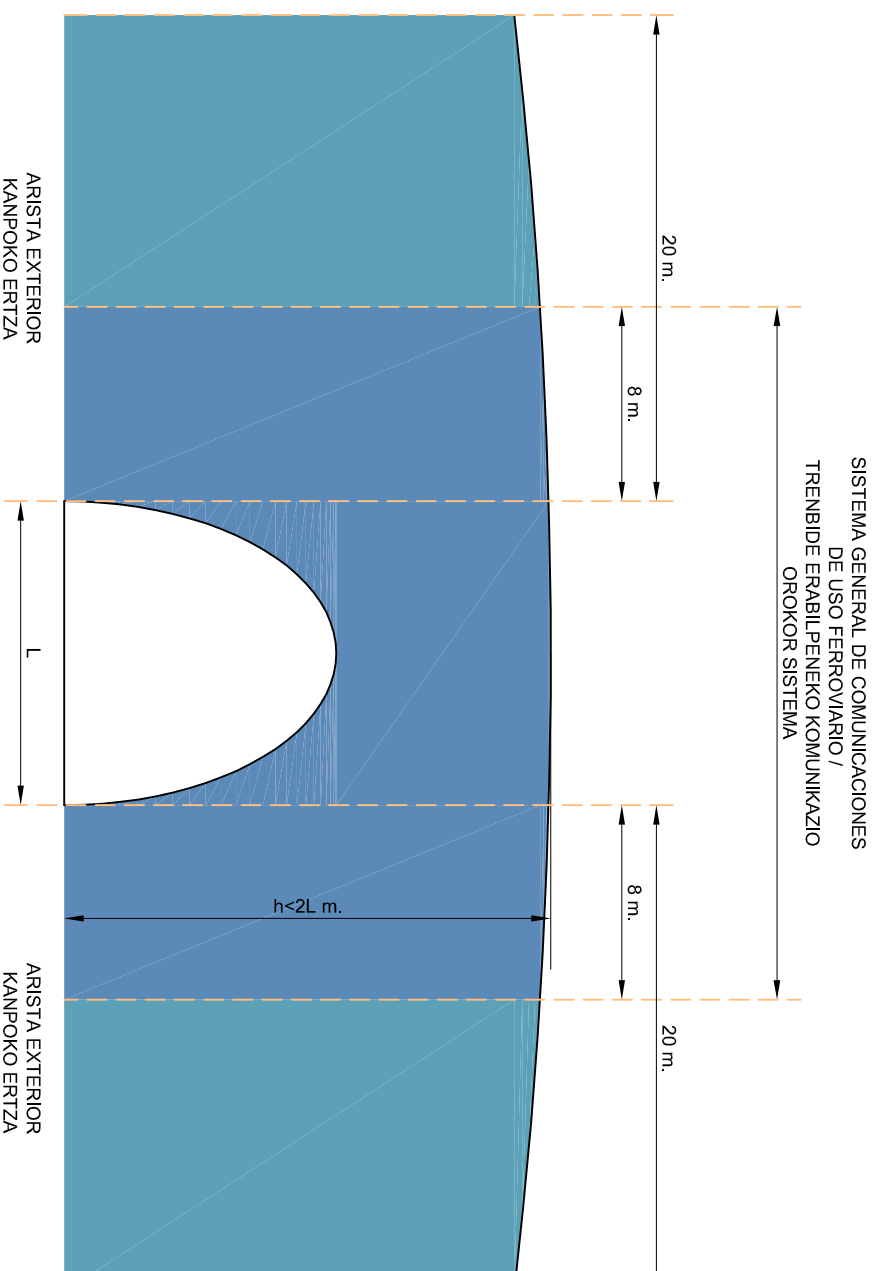 SISTEMA GENERAL DE COMUNICACIONES
DE USO FERROVIARIO /
TRENBIDE ERABILPENEKO KOMUNIKAZIO
OROKOR SISTEMA
20 m.
20 m.
8 m.
8 m.
h<2L m.
L
ARISTA EXTERIOR
KANPOKO ERTZA
ARISTA EXTERIOR
KANPOKO ERTZA